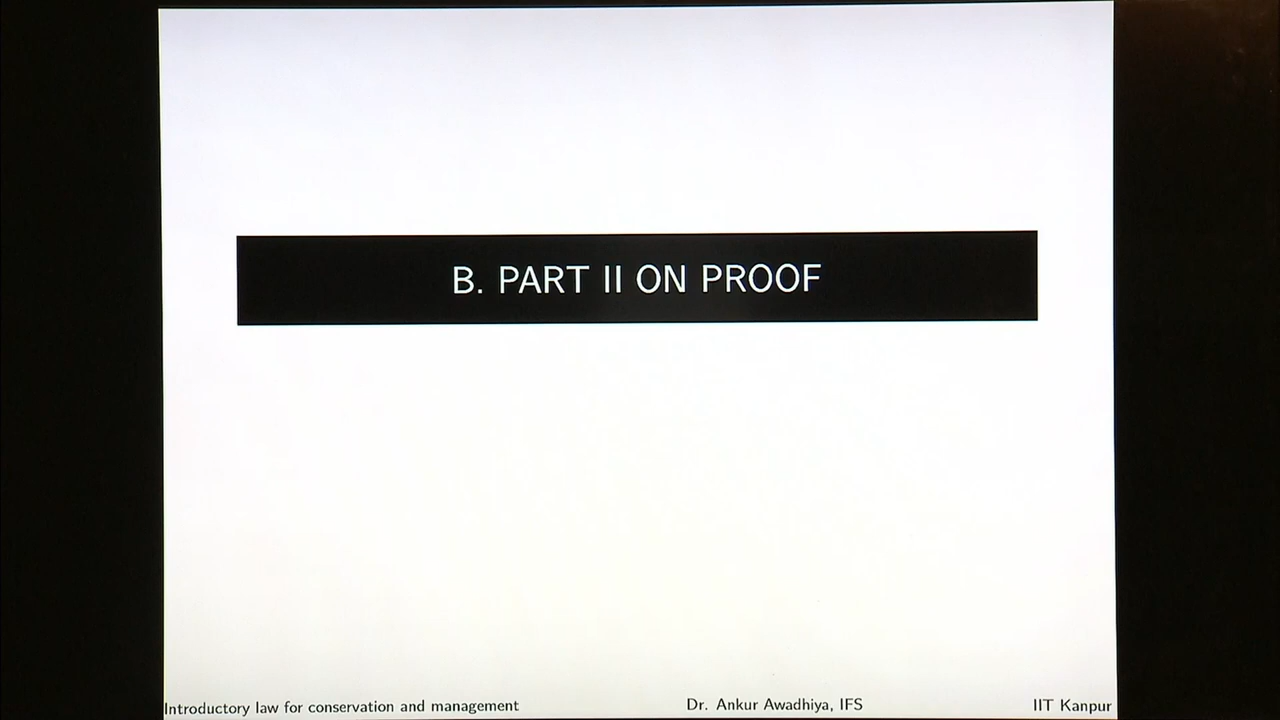 B. PART II ON PROOF
Introductory law for conservation and management Dr. Ankur Awadhiya, IFS IIT Kanpur